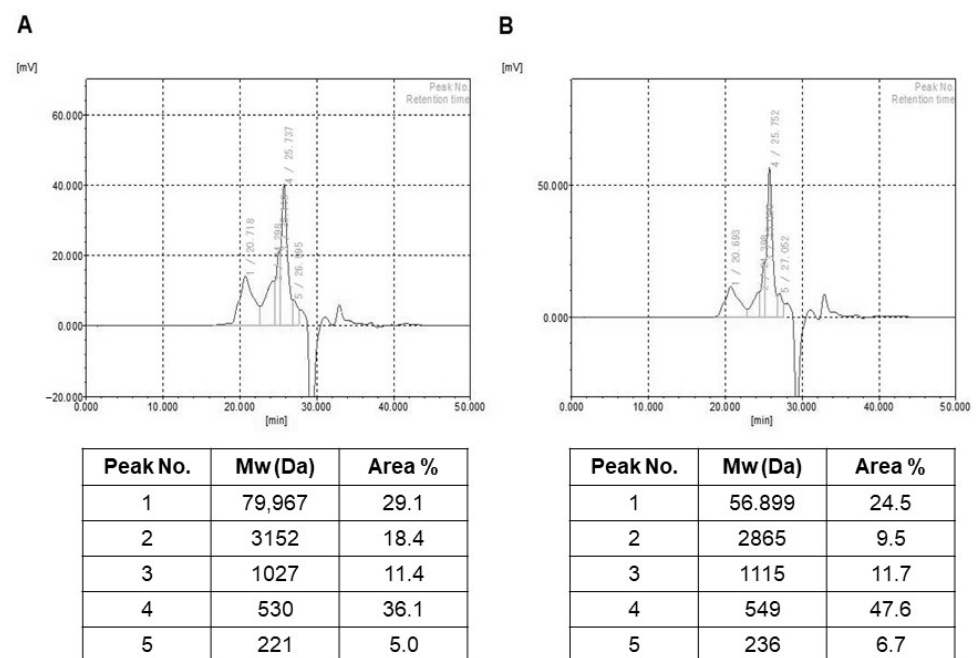 A
[mV]
Peak No.
Retention time
60.000
40.000
20.000
0.000
-20.000
0.000 10.000 20.000 30.000 40.000 50.000
[min]
1 / 20.718
4 / 25.737
5 / 26.995
Peak No. Mw (Da) Area %
1 79,967 29.1
2 3152 18.4
3 1027 11.4
4 530 36.1
5 221 5.0
B
[mV]
Peak No.
Retention time
50.000
0.000
0.000 10.000 20.000 30.000 40.000 50.000
[min]
1 / 20.693
4 / 25.752
5 / 27.052
Peak No. Mw (Da) Area %
1 56.899 24.5
2 2865 9.5
3 1115 11.7
4 549 47.6
5 236 6.7